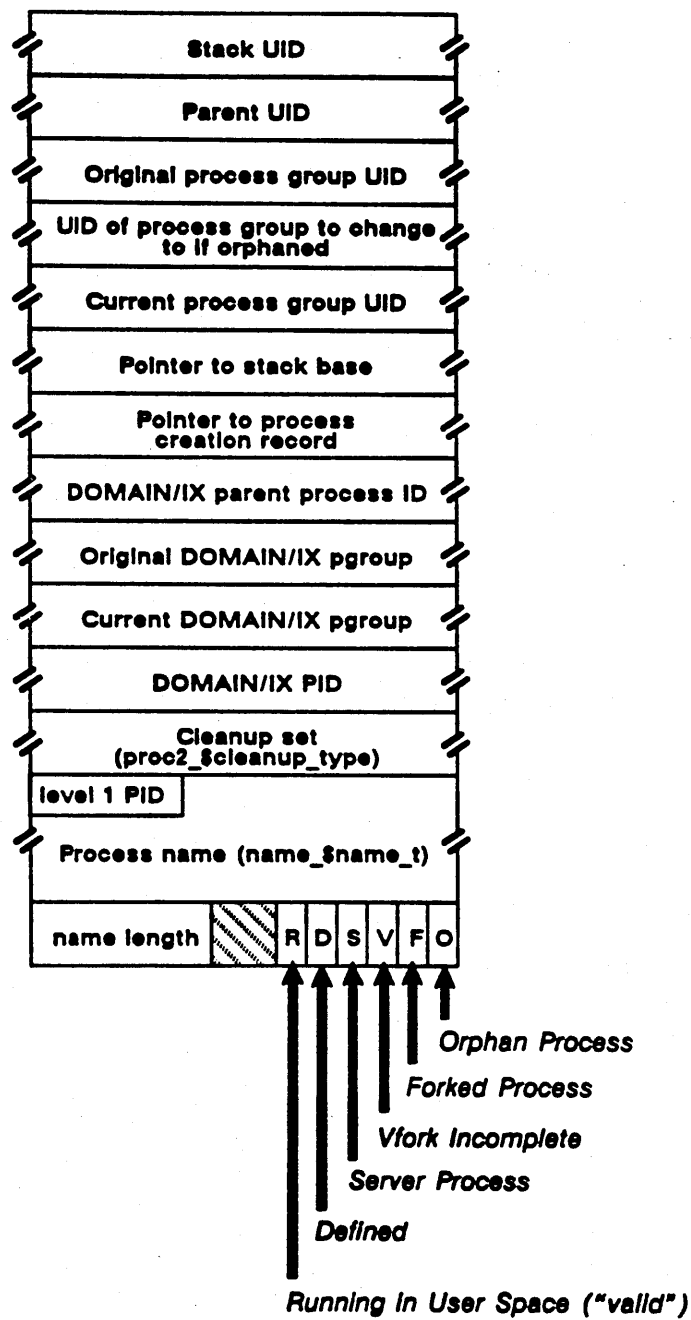 Stack UID
Parent UID
Original process group UID
UID of process group to change
to if orphaned
Current process group UID
Pointer to stack base
Pointer to process
creation record
DOMAIN/IX parent process ID
Original DOMAIN/IX pgroup
Current DOMAIN/IX pgroup
DOMAIN/IX PID
Cleanup set
(proc2_$cleanup_type)
level 1 PID
Process name (name_$name_t)
name length R D S V F O
Orphan Process
Forked Process
Vfork Incomplete
Server Process
Defined
Running in User Space ("valid")